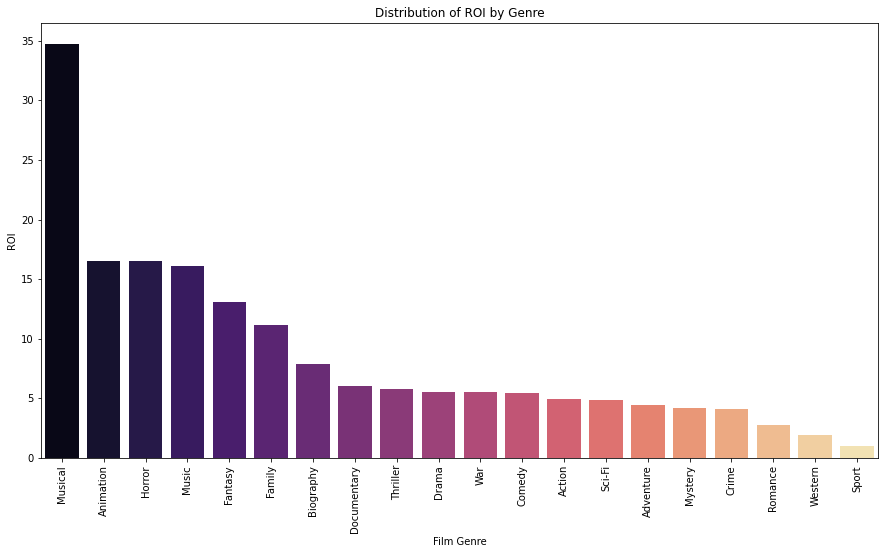 Distribution of ROI by Genre
ROI
35
30
25
20
15
10
5
0
Musical
Animation
Horror
Music
Fantasy
Family
Biography
Documentary
Thriller
Drama
War
Comedy
Action
Sci-Fi
Adventure
Mystery
Crime
Romance
Western
Sport
Film Genre